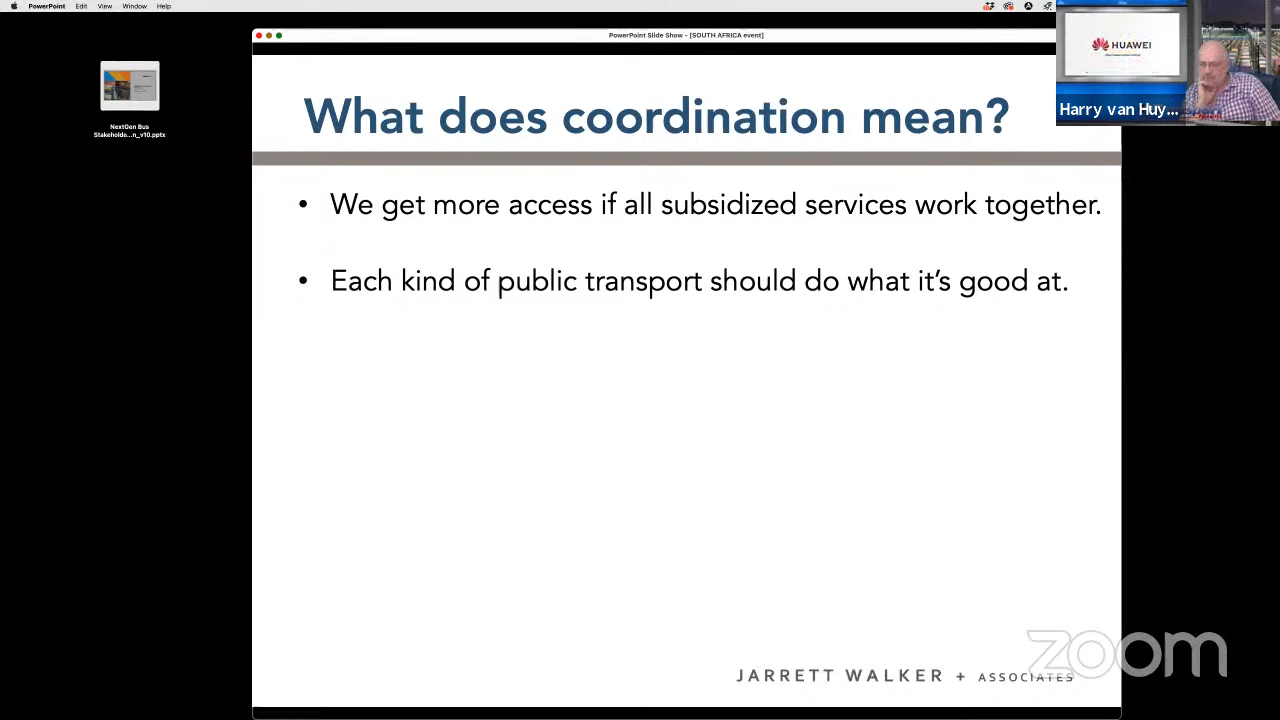 PowerPoint Edit View Window Help
PowerPoint Slide Show - [SOUTH AFRICA event]
HUAWEI
Harry van Huy...
NextGen Bus
Stakeholde...n_v10.pptx
What does coordination mean?
• We get more access if all subsidized services work together.
• Each kind of public transport should do what it’s good at.
zoom
JARRETT WALKER + ASSOCIATES